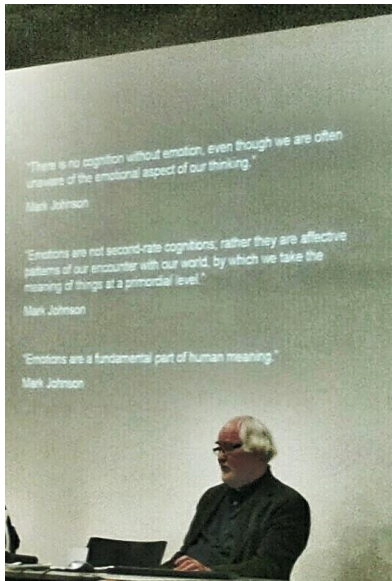 "There is no cognition without emotion, even though we are often
unaware of the emotional aspect of our thinking."
Mark Johnson
"Emotions are not second-rate cognitions; rather they are affective
patterns of our encounter with our world, by which we take the
meaning of things at a primordial level."
Mark Johnson
"Emotions are a fundamental part of human meaning."
Mark Johnson